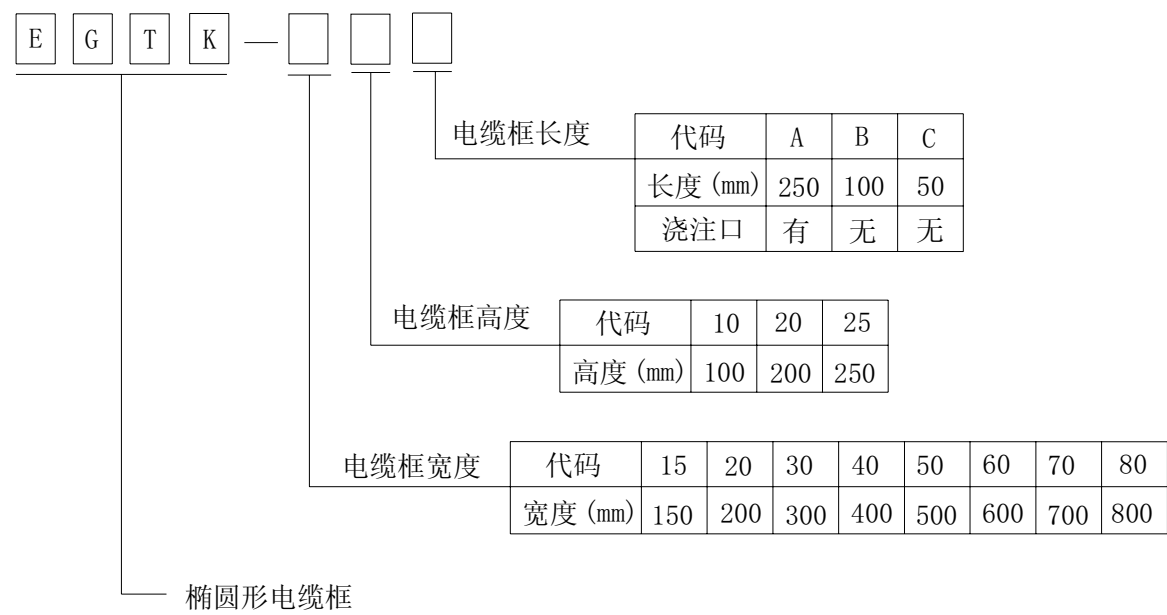 E G T K —
电缆框长度
代码 A B C
长度(mm) 250 100 50
浇注口 有 无 无
电缆框高度
代码 10 20 25
高度(mm) 100 200 250
电缆框宽度
代码 15 20 30 40 50 60 70 80
宽度(mm) 150 200 300 400 500 600 700 800
椭圆形电缆框